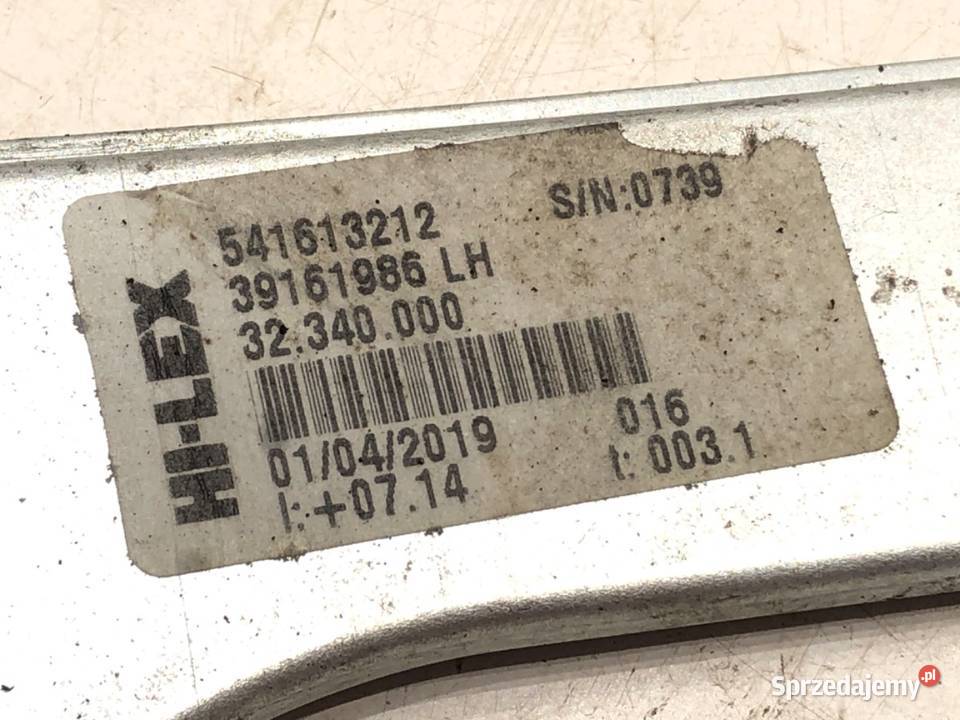 HI-LEX
541613212 S/N:0739
39161986 LH
32.340.000
01/04/2019 016
I:+07.14 t: 003.1
Sprzedajemy.pl